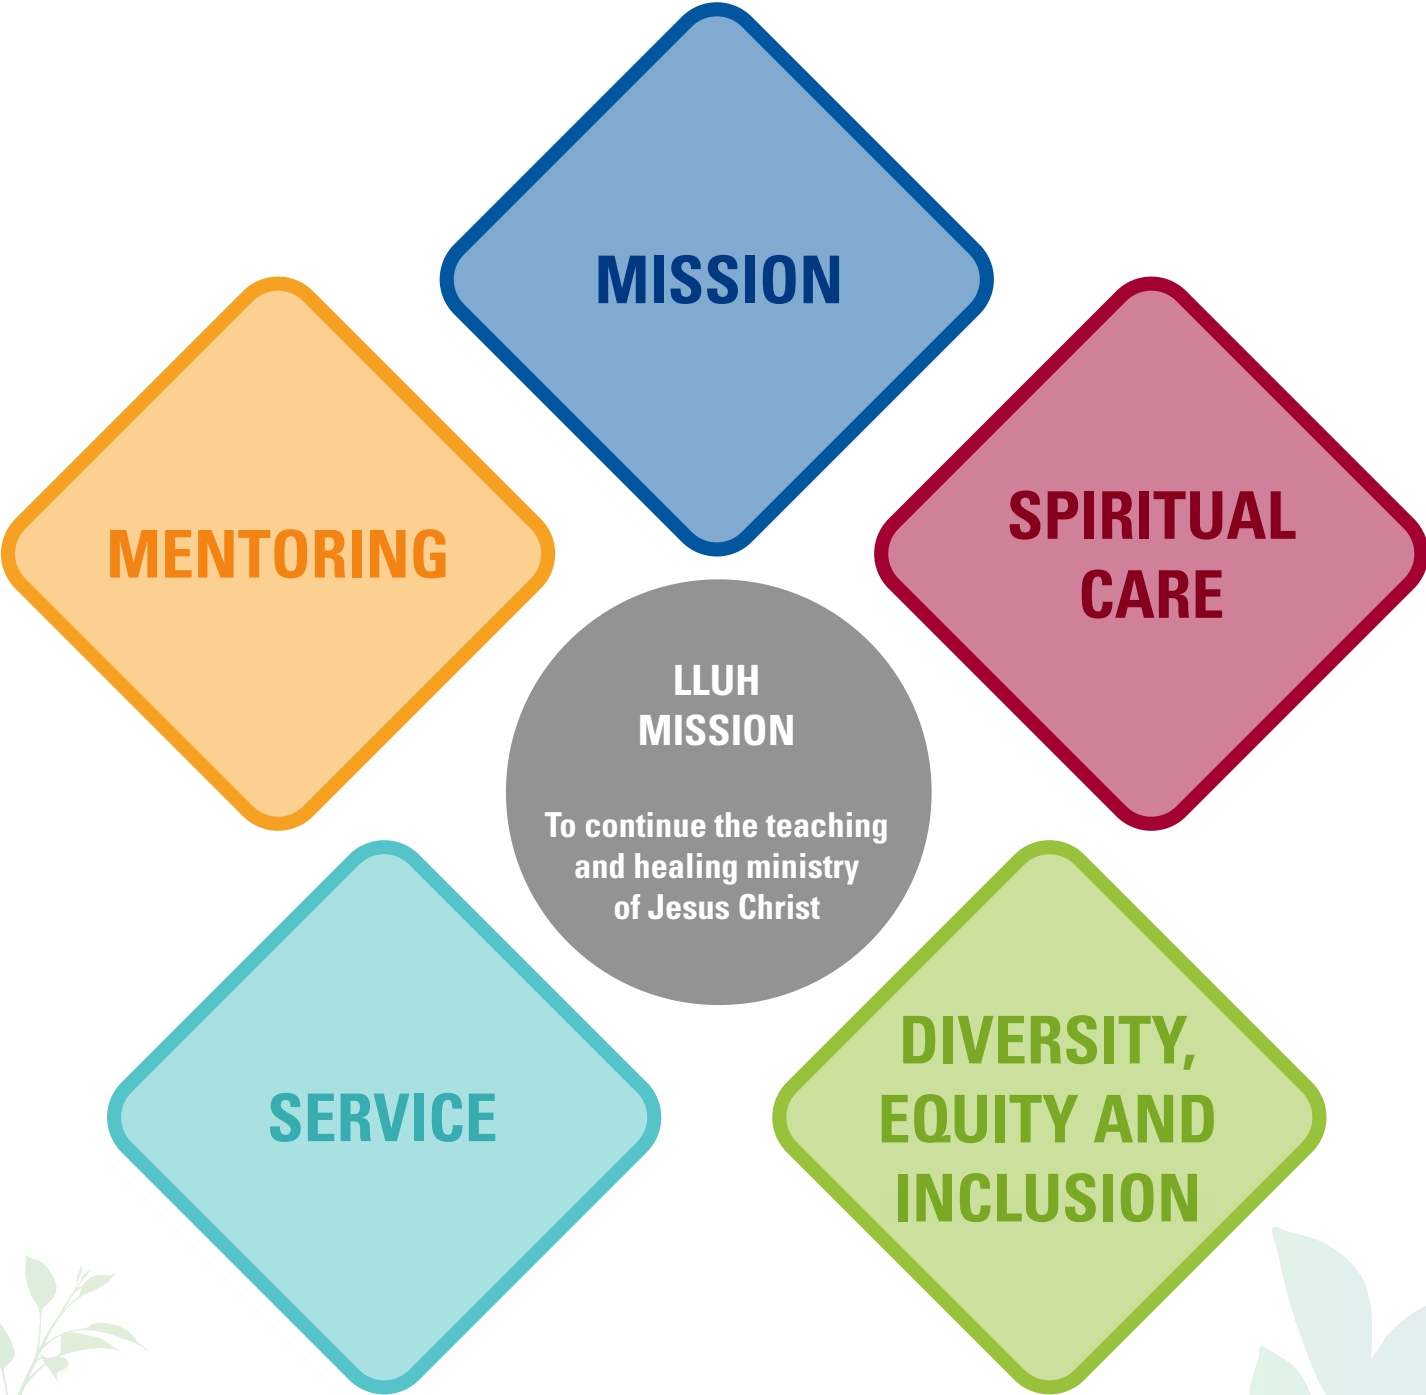 MISSION
MENTORING
SPIRITUAL
CARE
LLUH
MISSION
To continue the teaching
and healing ministry
of Jesus Christ
SERVICE
DIVERSITY,
EQUITY AND
INCLUSION